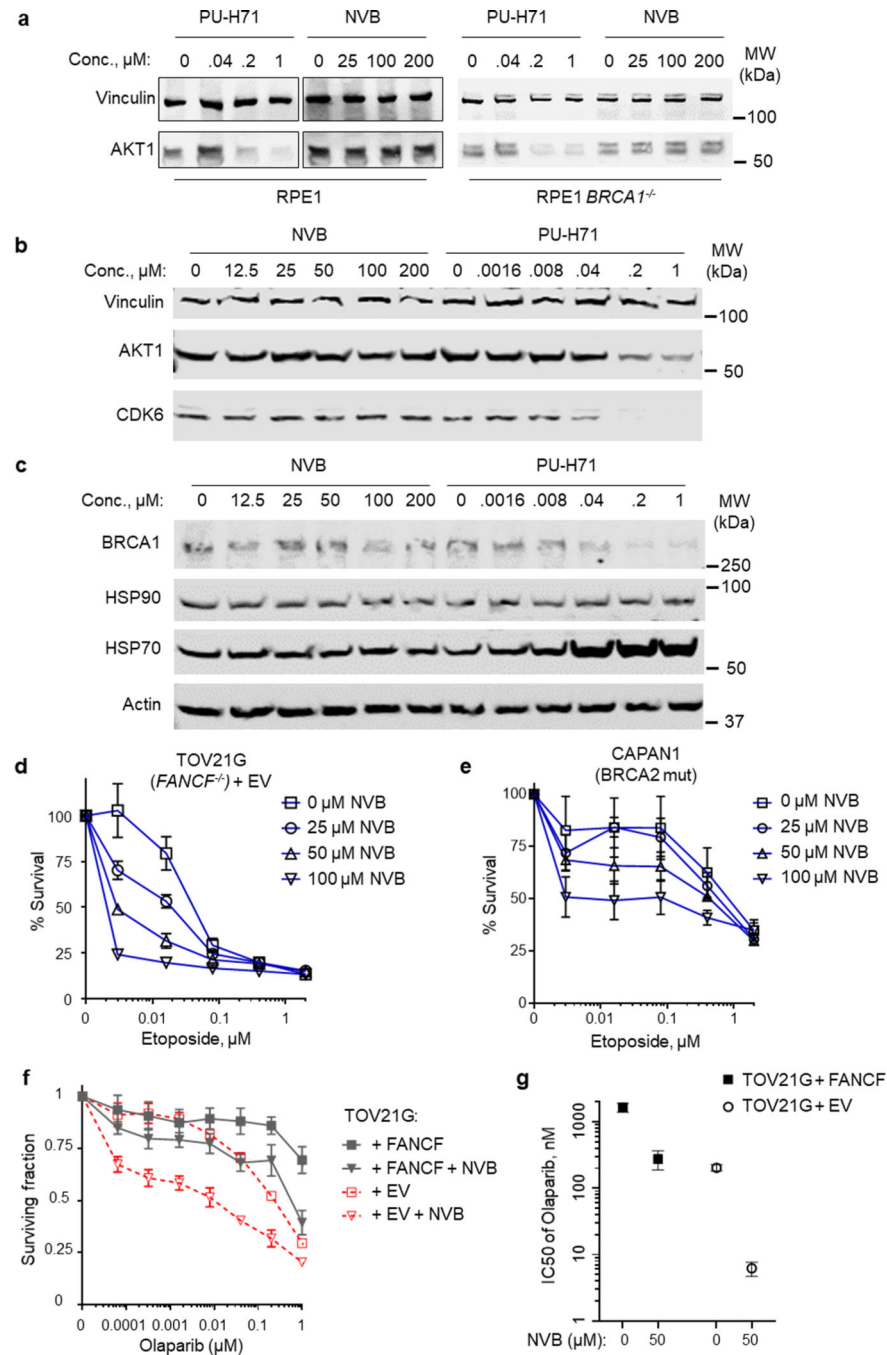 a
PU-H71 NVB PU-H71 NVB
Conc., µM: 0 .04 .2 1 0 25 100 200 0 .04 .2 1 0 25 100 200 MW (kDa)
Vinculin
100
AKT1
50
RPE1 RPE1 BRCA1-/-
b
NVB PU-H71
Conc., µM: 0 12.5 25 50 100 200 0 .0016 .008 .04 .2 1 MW (kDa)
Vinculin
100
AKT1
50
CDK6
c
NVB PU-H71
Conc., µM: 0 12.5 25 50 100 200 0 .0016 .008 .04 .2 1 MW (kDa)
BRCA1
250
HSP90
100
HSP70
50
Actin
37
d
TOV21G
(FANCF-/-) + EV
0 µM NVB
25 µM NVB
50 µM NVB
100 µM NVB
% Survival
100
75
50
25
0
0 0.01 0.1 1
Etoposide, µM
e
CAPAN1
(BRCA2 mut)
0 µM NVB
25 µM NVB
50 µM NVB
100 µM NVB
% Survival
100
75
50
25
0
0 0.01 0.1 1
Etoposide, µM
f
TOV21G:
+ FANCF
+ FANCF + NVB
+ EV
+ EV + NVB
Surviving fraction
1
0.75
0.5
0.25
0
0 0.0001 0.001 0.01 0.1 1
Olaparib (µM)
g
TOV21G + FANCF
TOV21G + EV
IC50 of Olaparib, nM
1000
100
10
1
NVB (µM): 0 50 0 50